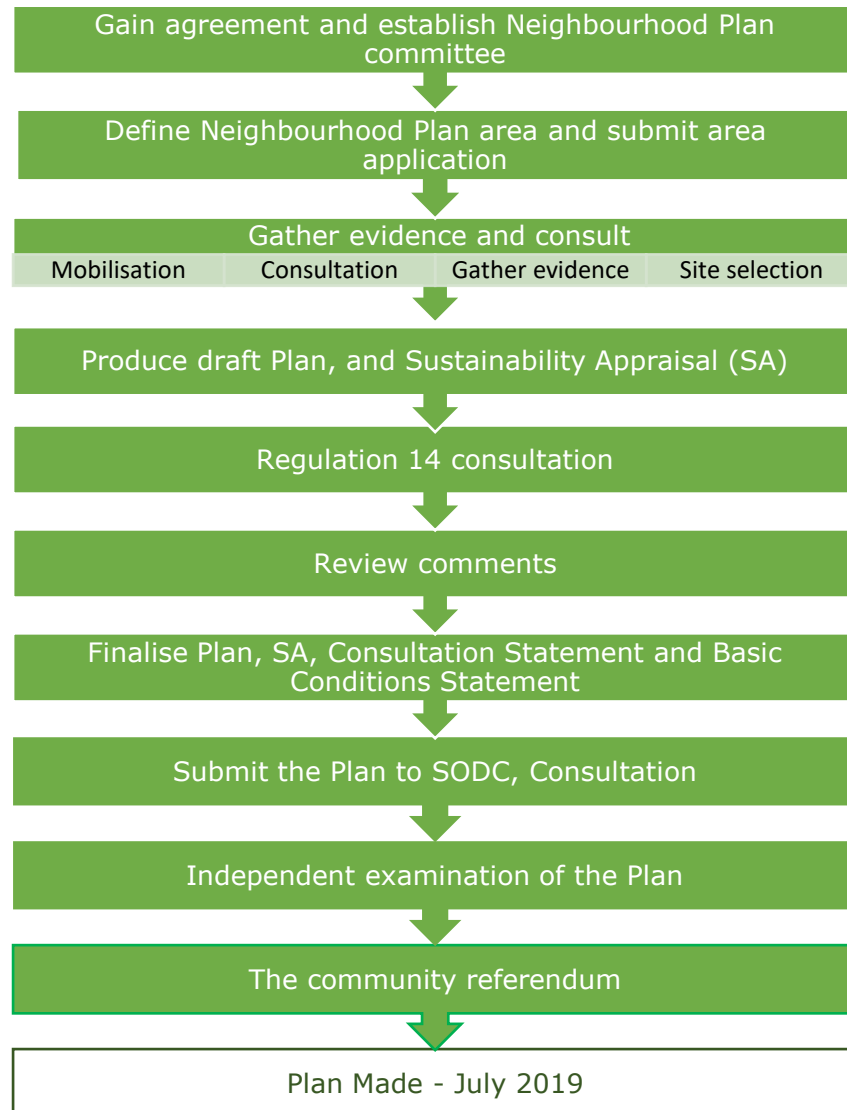 Gain agreement and establish Neighbourhood Plan
committee
Define Neighbourhood Plan area and submit area
application
Gather evidence and consult
Mobilisation Consultation Gather evidence Site selection
Produce draft Plan, and Sustainability Appraisal (SA)
Regulation 14 consultation
Review comments
Finalise Plan, SA, Consultation Statement and Basic
Conditions Statement
Submit the Plan to SODC, Consultation
Independent examination of the Plan
The community referendum
Plan Made - July 2019